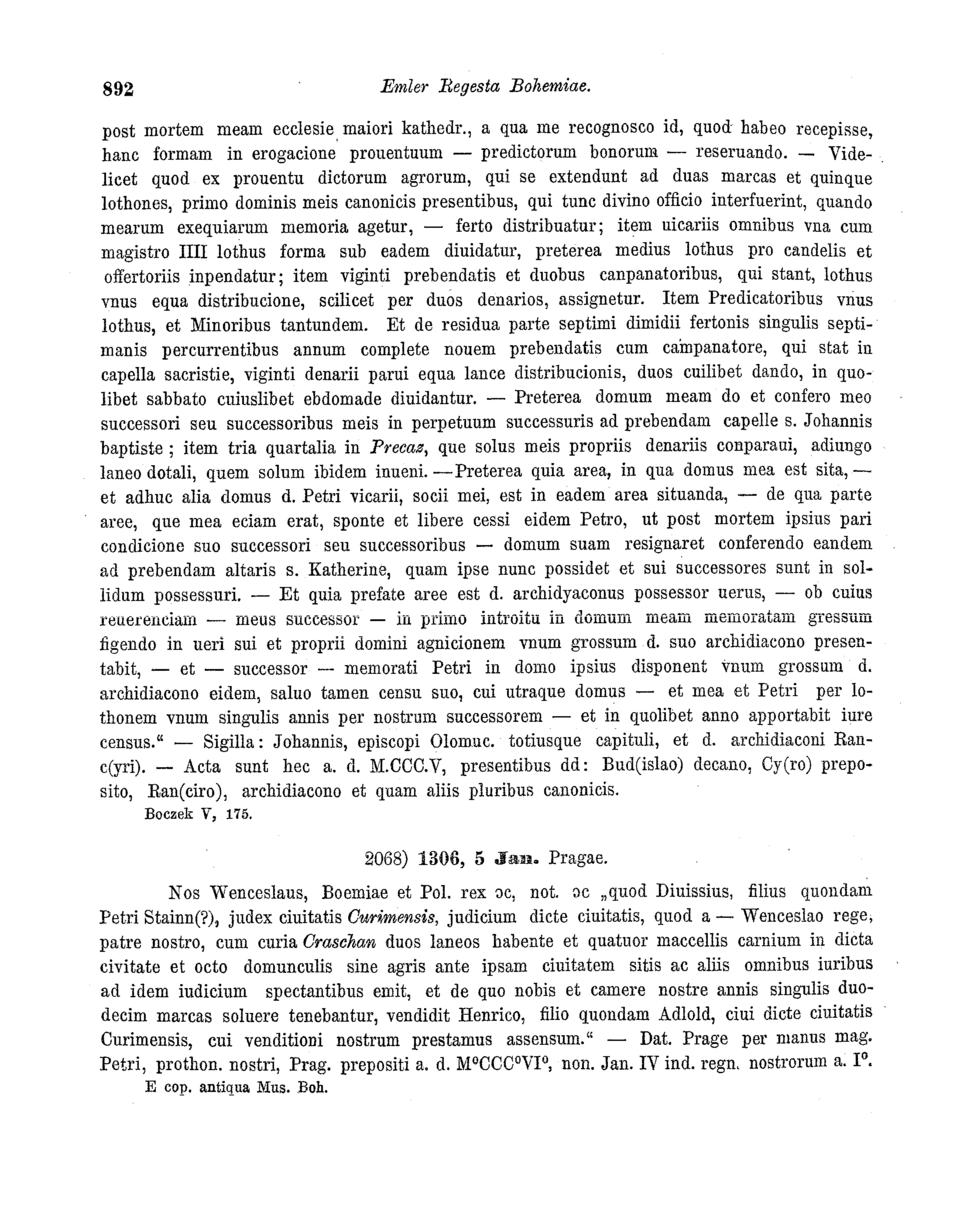 892
Emler Regesta Bohemiae.
post mortem meam ecclesie maiori kathedr., a qua me recognosco id, quod habeo recepisse,
hanc formam in erogacione prouentuum — predictorum bonorum — reseruando. — Vide-
licet quod ex prouentu dictorum agrorum, qui se extendunt ad duas marcas et quinque
lothones, primo dominis meis canonicis presentibus, qui tunc divino officio interfuerint, quando
mearum exequiarum memoria agetur, — ferto distribuatur; item uicariis omnibus vna cum
magistro IIII lothus forma sub eadem diuidatur, preterea medius lothus pro candelis et
offertoriis inpendatur; item viginti prebendatis et duobus canpanatoribus, qui stant, lothus
vnus equa distribucione, scilicet per duos denarios, assignetur. Item Predicatoribus vnus
lothus, et Minoribus tantundem. Et de residua parte septimi dimidii fertonis singulis septi-
manis percurrentibus annum complete nouem prebendatis cum campanatore, qui stat in
capella sacristie, viginti denarii parui equa lance distribucionis, duos cuilibet dando, in quo-
libet sabbato cuiuslibet ebdomade diuidantur. — Preterea domum meam do et confero meo
successori seu successoribus meis in perpetuum successuris ad prebendam capelle s. Johannis
baptiste ; item tria quartalia in Precaz, que solus meis propriis denariis conparaui, adiungo
laneo dotali, quem solum ibidem inueni. —Preterea quia area, in qua domus mea est sita, —
et adhuc alia domus d. Petri vicarii, socii mei, est in eadem area situanda, — de qua parte
aree, que mea eciam erat, sponte et libere cessi eidem Petro, ut post mortem ipsius pari
condicione suo successori seu successoribus — domum suam resignaret conferendo eandem
ad prebendam altaris s. Katherine, quam ipse nunc possidet et sui successores sunt in sol-
lidum possessuri. — Et quia prefate aree est d. archidyaconus possessor uerus, — ob cuius
reuerenciam — meus successor — in primo introitu in domum meam memoratam gressum
figendo in ueri sui et proprii domini agnicionem vnum grossum d. suo archidiacono presen-
tabit, — et — successor — memorati Petri in domo ipsius disponent vnum grossum d.
archidiacono eidem, saluo tamen censu suo, cui utraque domus — et mea et Petri per lo-
thonem vnum singulis annis per nostrum successorem — et in quolibet anno apportabit iure
census.“ — Sigilla: Johannis, episcopi Olomuc. totiusque capituli, et d. archidiaconi Ran-
c(yri). — Acta sunt hec a. d. M.CCC.V, presentibus dd: Bud(islao) decano, Cy(ro) prepo-
sito, Ran(ciro), archidiacono et quam aliis pluribus canonicis.
Boczek V, 175.
2068) 1306, 5 Jan. Pragae.
Nos Wenceslaus, Boemiae et Pol. rex ɔc, not. ɔc „quod Diuissius, filius quondam
Petri Stainn(?), judex ciuitatis Curimensis, judicium dicte ciuitatis, quod a — Wenceslao rege,
patre nostro, cum curia Craschan duos laneos habente et quatuor maccellis carnium in dicta
civitate et octo domunculis sine agris ante ipsam ciuitatem sitis ac aliis omnibus iuribus
ad idem iudicium spectantibus emit, et de quo nobis et camere nostre annis singulis duo-
decim marcas soluere tenebantur, vendidit Henrico, filio quondam Adlold, ciui dicte ciuitatis
Curimensis, cui venditioni nostrum prestamus assensum.“ — Dat. Prage per manus mag.
Petri, prothon. nostri, Prag. prepositi a. d. M⁰CCC⁰VI⁰, non. Jan. IV ind. regn. nostrorum a. I⁰.
E cop. antiqua Mus. Boh.